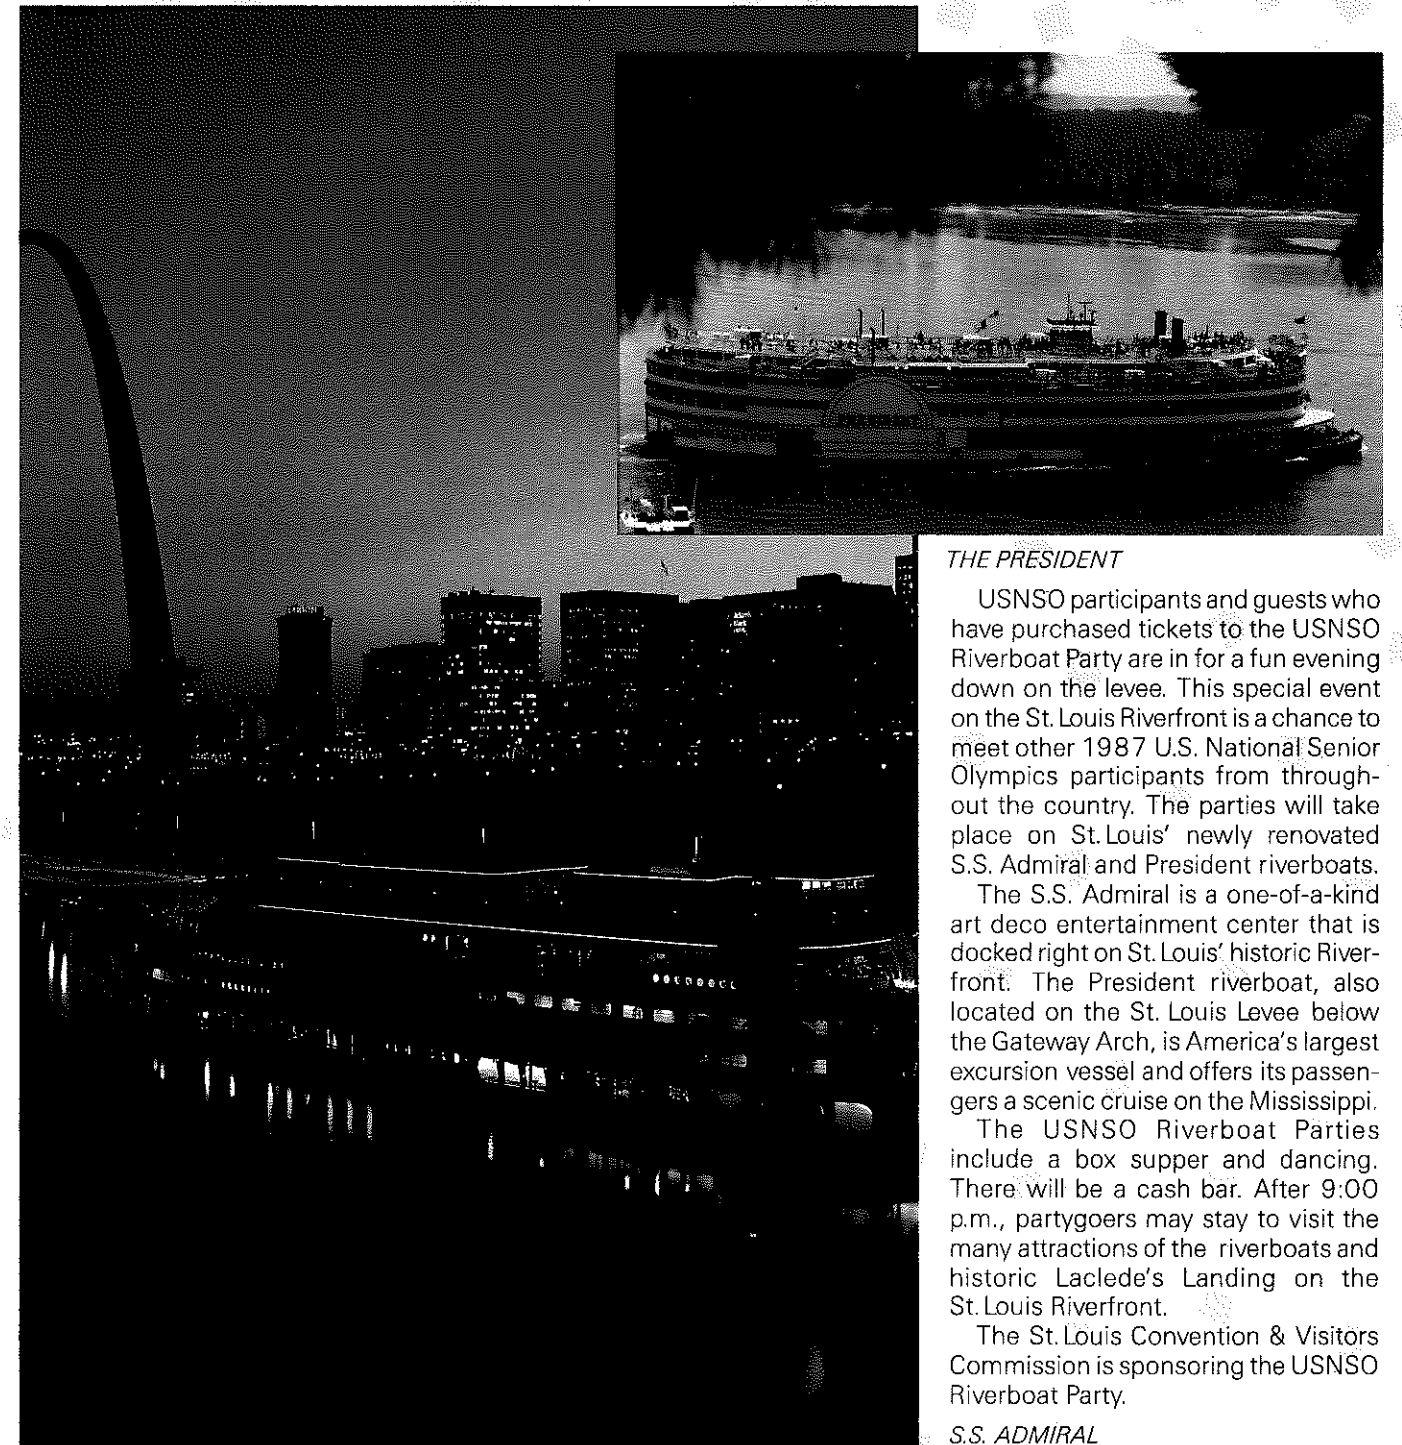 THE PRESIDENT
USNSO participants and guests who
have purchased tickets to the USNSO
Riverboat Party are in for a fun evening
down on the levee. This special event
on the St. Louis Riverfront is a chance to
meet other 1987 U.S. National Senior
Olympics participants from through-
out the country. The parties will take
place on St. Louis' newly renovated
S.S. Admiral and President riverboats.
The S.S. Admiral is a one-of-a-kind
art deco entertainment center that is
docked right on St. Louis' historic River-
front. The President riverboat, also
located on the St. Louis Levee below
the Gateway Arch, is America's largest
excursion vessel and offers its passen-
gers a scenic cruise on the Mississippi.
The USNSO Riverboat Parties
include a box supper and dancing.
There will be a cash bar. After 9:00
p.m., partygoers may stay to visit the
many attractions of the riverboats and
historic Laclede's Landing on the
St. Louis Riverfront.
The St. Louis Convention & Visitors
Commission is sponsoring the USNSO
Riverboat Party.
S.S. ADMIRAL